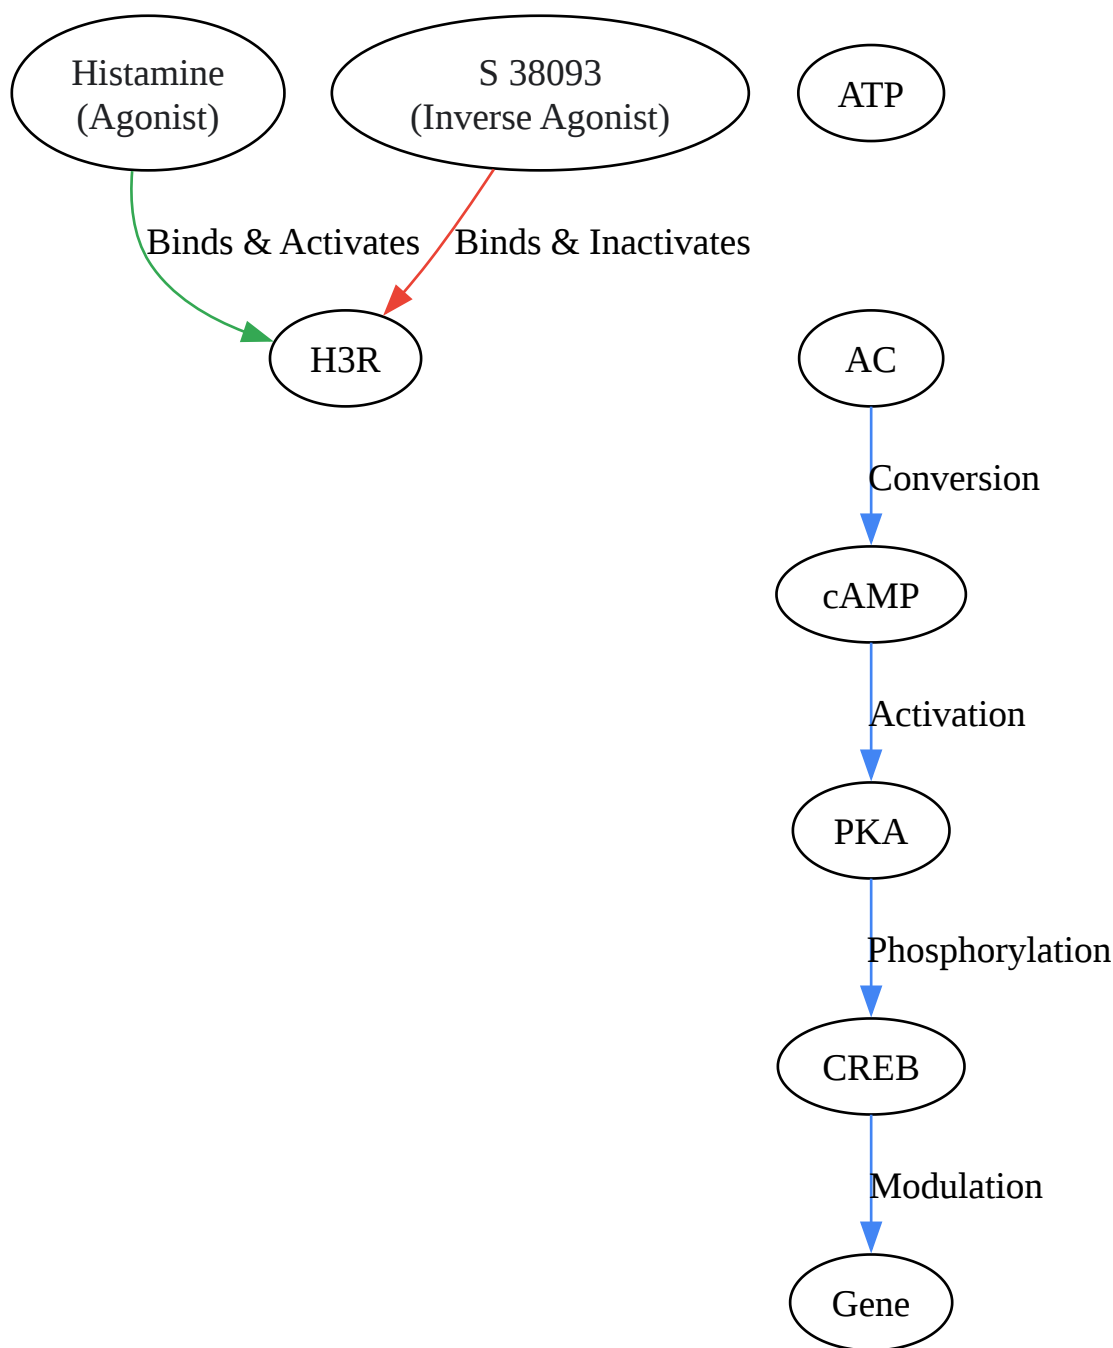 Histamine
(Agonist)
S 38093
(Inverse Agonist)
ATP
Binds & Activates
Binds & Inactivates
H3R
AC
Conversion
cAMP
Activation
PKA
Phosphorylation
CREB
Modulation
Gene